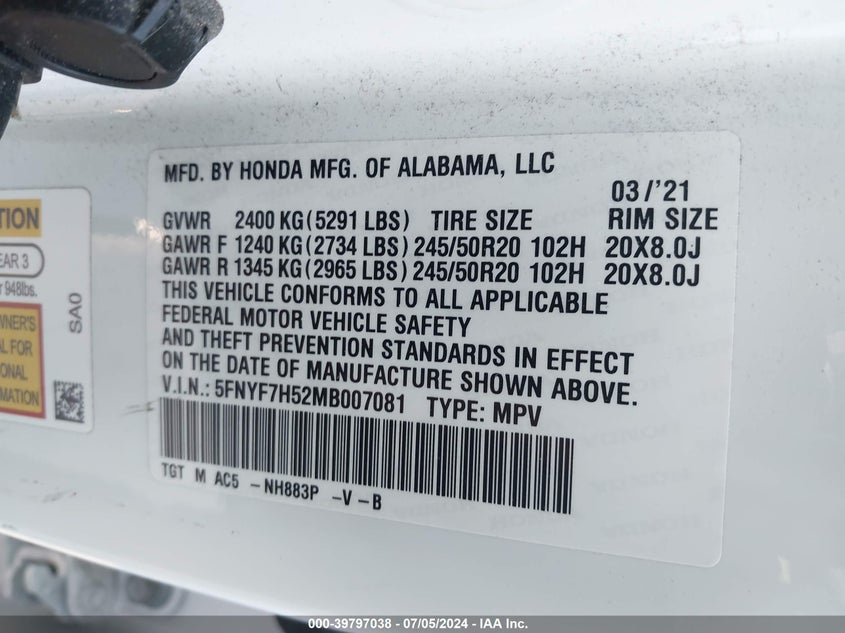 MFD. BY HONDA MFG. OF ALABAMA, LLC
03/'21
GVWR 2400 KG(5291 LBS) TIRE SIZE RIM SIZE
GAWR F 1240 KG(2734 LBS) 245/50R20 102H 20X8.0J
GAWR R 1345 KG(2965 LBS) 245/50R20 102H 20X8.0J
THIS VEHICLE CONFORMS TO ALL APPLICABLE
FEDERAL MOTOR VEHICLE SAFETY
AND THEFT PREVENTION STANDARDS IN EFFECT
ON THE DATE OF MANUFACTURE SHOWN ABOVE.
V.I.N.: 5FNYF7H52MB007081 TYPE: MPV
TGT M AC5 -NH883P -V-B
EAR 3
948lbs.
SA0
HONDA
000-39797038 - 07/05/2024 - IAA Inc.